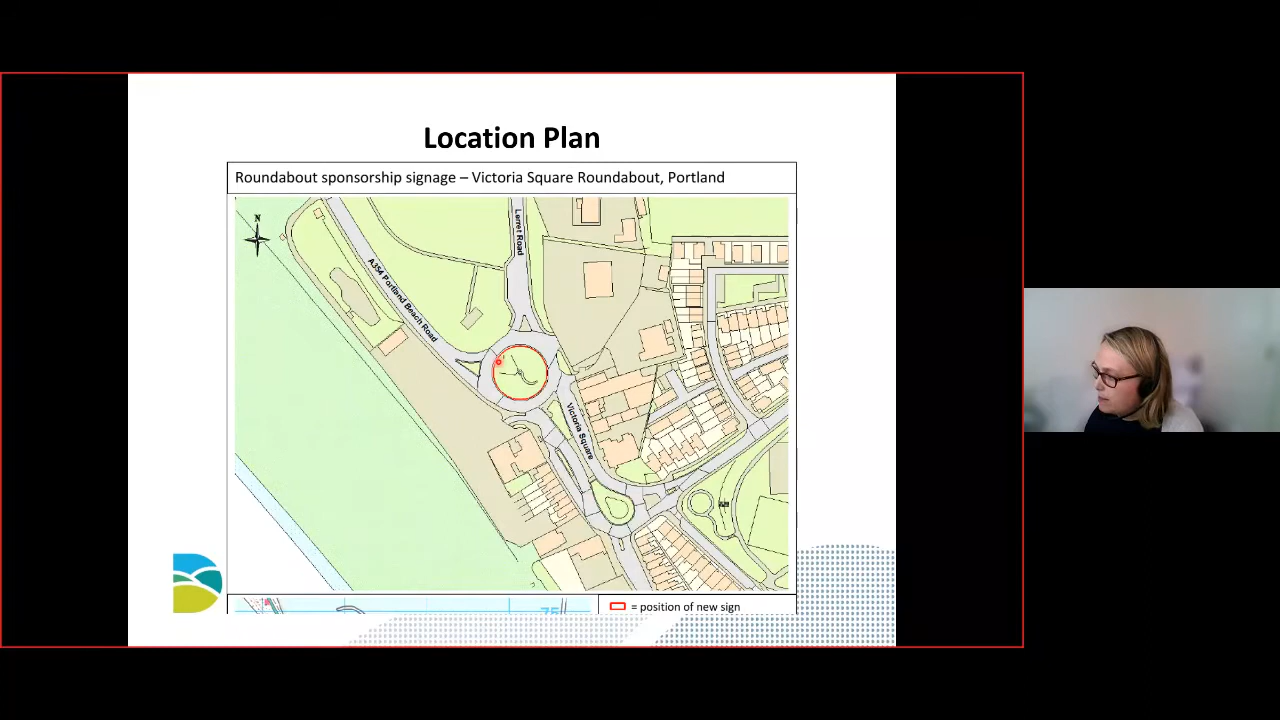 Location Plan
Roundabout sponsorship signage – Victoria Square Roundabout, Portland
N
Lerret Road
A354 Portland Beach Road
Victoria Square
75
= position of new sign